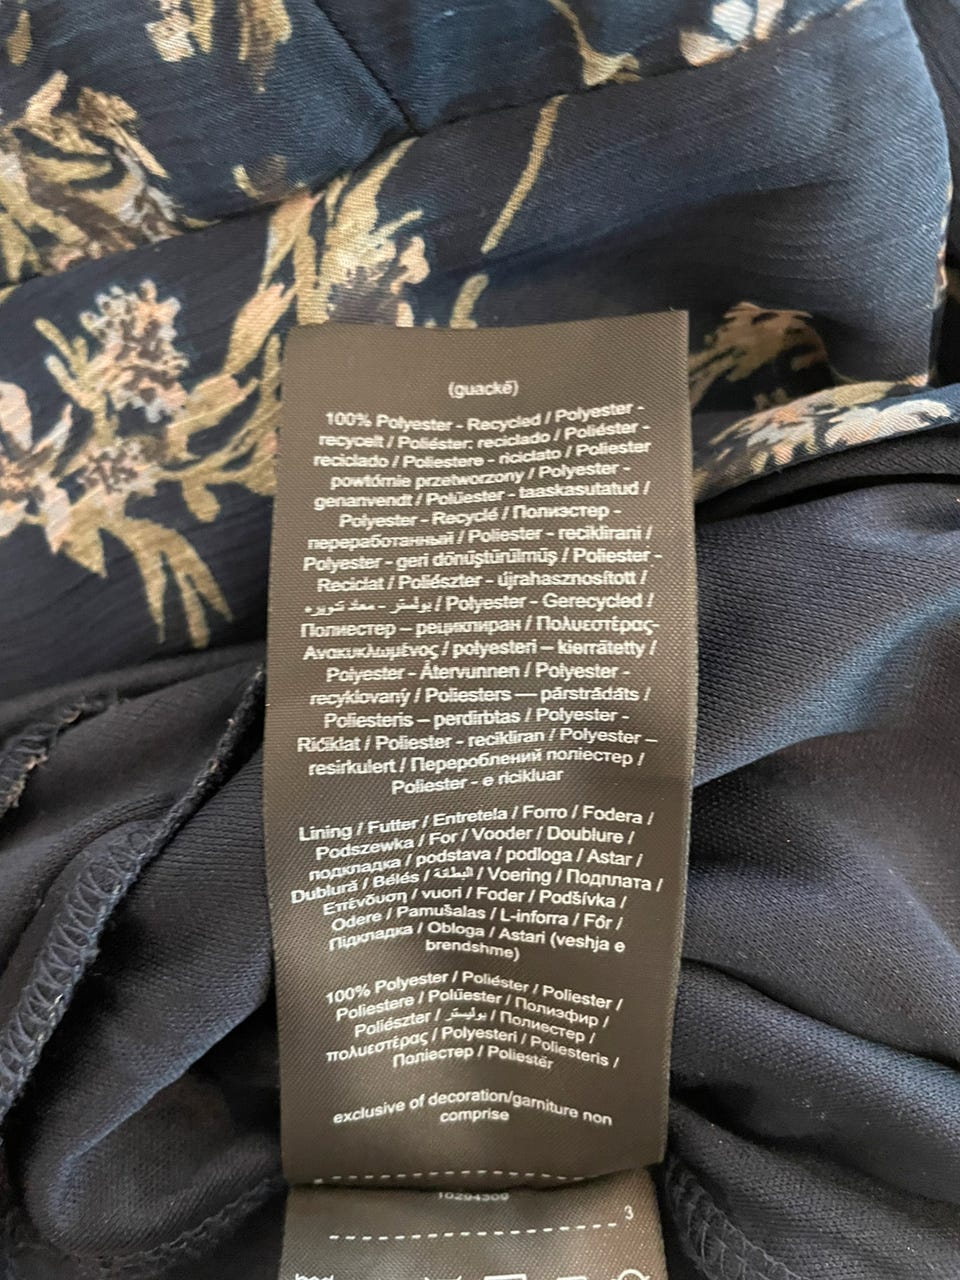 (guackë)
100% Polyester - Recycled / Polyester -
recycelt / Poliéster: reciclado / Poliéster -
reciclado / Poliestere - riciclato / Poliester
powtórnie przetworzony / Polyester -
genanvendt / Polüester - taaskasutatud /
Polyester - Recyclé / Полиэстер -
переработанный / Poliester - reciklirani /
Polyester - geri dönüştürülmüş / Poliester -
Reciclat / Poliészter - újrahasznosított /
بولستر - معاد تدويره / Polyester - Gerecycled /
Полиестер – рециклиран / Πολυεστέρας-
Ανακυκλωμένος / polyesteri – kierrätetty /
Polyester - Återvunnen / Polyester -
recyklovaný / Poliesters — pārstrādāts /
Poliesteris – perdirbtas / Polyester -
Ričiklat / Poliester - recikliran / Polyester –
resirkulert / Перероблений поліестер /
Poliester - e ricikluar
Lining / Futter / Entretela / Forro / Fodera /
Podszewka / For / Vooder / Doublure /
подкладка / podstava / podloga / Astar /
Dublură / Bélés / البطانة / Voering / Подплата /
Επένδυση / vuori / Foder / Podšívka /
Odere / Pamušalas / L-inforra / Fôr /
Підкладка / Obloga / Astari (veshja e
brendshme)
100% Polyester / Poliéster / Poliester /
Poliestere / Polüester / Полиэфир /
Poliészter / بوليستر / Полиестер /
πολυεστέρας / Polyesteri / Poliesteris /
Поліестер / Poliestër
exclusive of decoration/garniture non
comprise
10294309
3